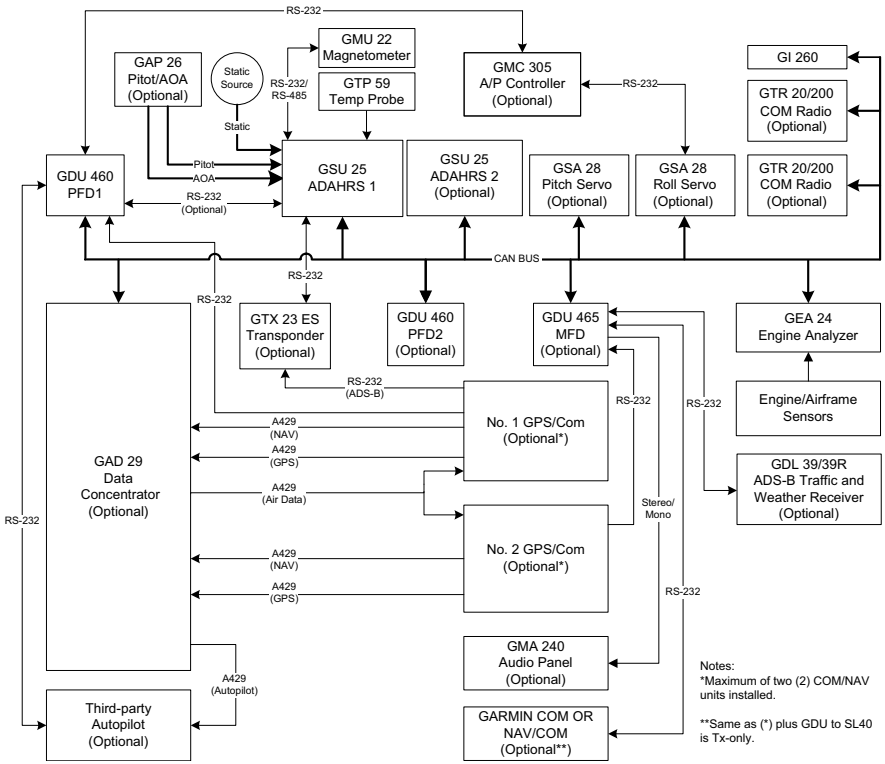 RS-232
GAP 26
Pitot/AOA
(Optional)
Static
Source
GMU 22
Magnetometer
RS-232/
RS-485
GTP 59
Temp Probe
GMC 305
A/P Controller
(Optional)
RS-232
GI 260
GTR 20/200
COM Radio
(Optional)
Static
Pitot
AOA
GDU 460
PFD1
RS-232
(Optional)
GSU 25
ADAHRS 1
GSU 25
ADAHRS 2
(Optional)
GSA 28
Pitch Servo
(Optional)
GSA 28
Roll Servo
(Optional)
GTR 20/200
COM Radio
(Optional)
CAN BUS
RS-232
RS-232
GTX 23 ES
Transponder
(Optional)
GDU 460
PFD2
(Optional)
GDU 465
MFD
(Optional)
GEA 24
Engine Analyzer
RS-232
(ADS-B)
RS-232
RS-232
Engine/Airframe
Sensors
A429
(NAV)
A429
(GPS)
No. 1 GPS/Com
(Optional*)
GAD 29
Data
Concentrator
(Optional)
A429
(Air Data)
GDL 39/39R
ADS-B Traffic and
Weather Receiver
(Optional)
Stereo/
Mono
RS-232
No. 2 GPS/Com
(Optional*)
A429
(NAV)
A429
(GPS)
RS-232
A429
(Autopilot)
GMA 240
Audio Panel
(Optional)
Third-party
Autopilot
(Optional)
GARMIN COM OR
NAV/COM
(Optional**)
Notes:
*Maximum of two (2) COM/NAV
units installed.
**Same as (*) plus GDU to SL40
is Tx-only.